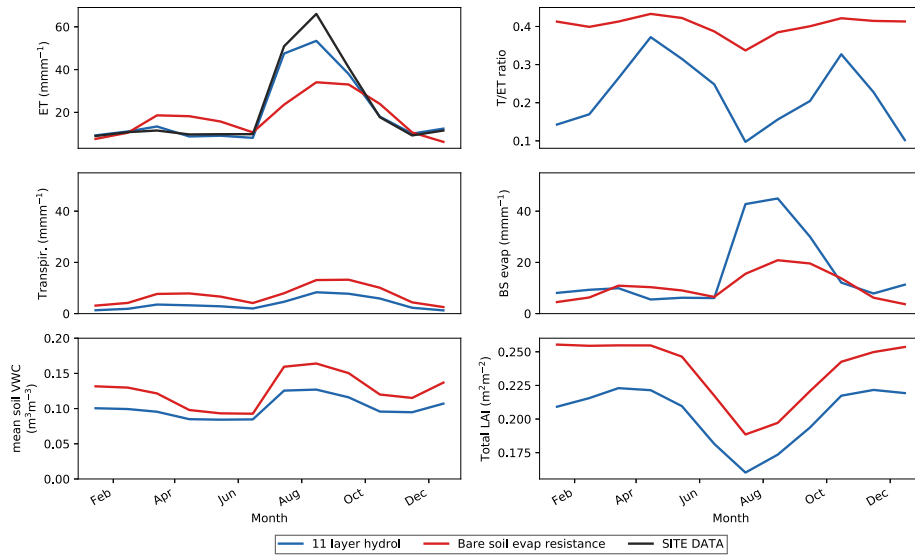 60
40
20
ET (mmm⁻¹)
0.4
0.3
0.2
0.1
T/ET ratio
40
20
0
Transpir. (mmm⁻¹)
40
20
0
BS evap (mmm⁻¹)
0.20
0.15
0.10
0.05
0.00
mean soil VWC
(m³m⁻³)
Feb Apr Jun Aug Oct Dec
Month
0.250
0.225
0.200
0.175
Total LAI (m²m⁻²)
Feb Apr Jun Aug Oct Dec
Month
11 layer hydrol Bare soil evap resistance SITE DATA